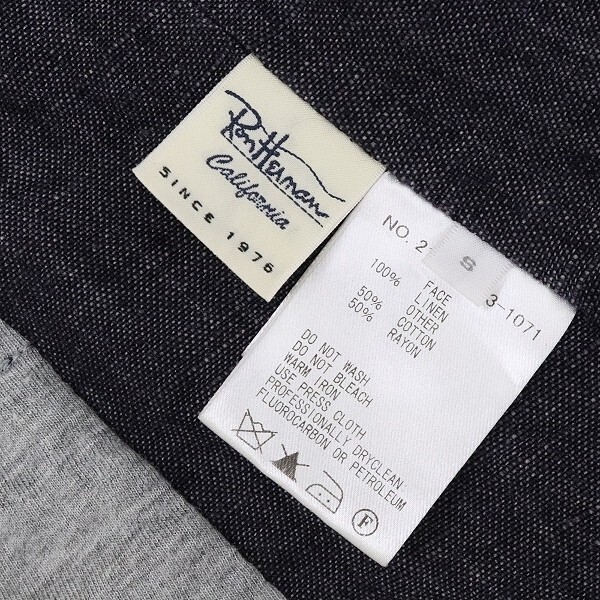 Ron Herman
California
SINCE 1976
S
NO. 2
3-1071
FACE
100% LINEN
OTHER
50% COTTON
50% RAYON
DO NOT WASH
DO NOT BLEACH
WARM IRON
USE PRESS CLOTH
PROFESSIONALLY DRYCLEAN:
FLUOROCARBON OR PETROLEUM
F